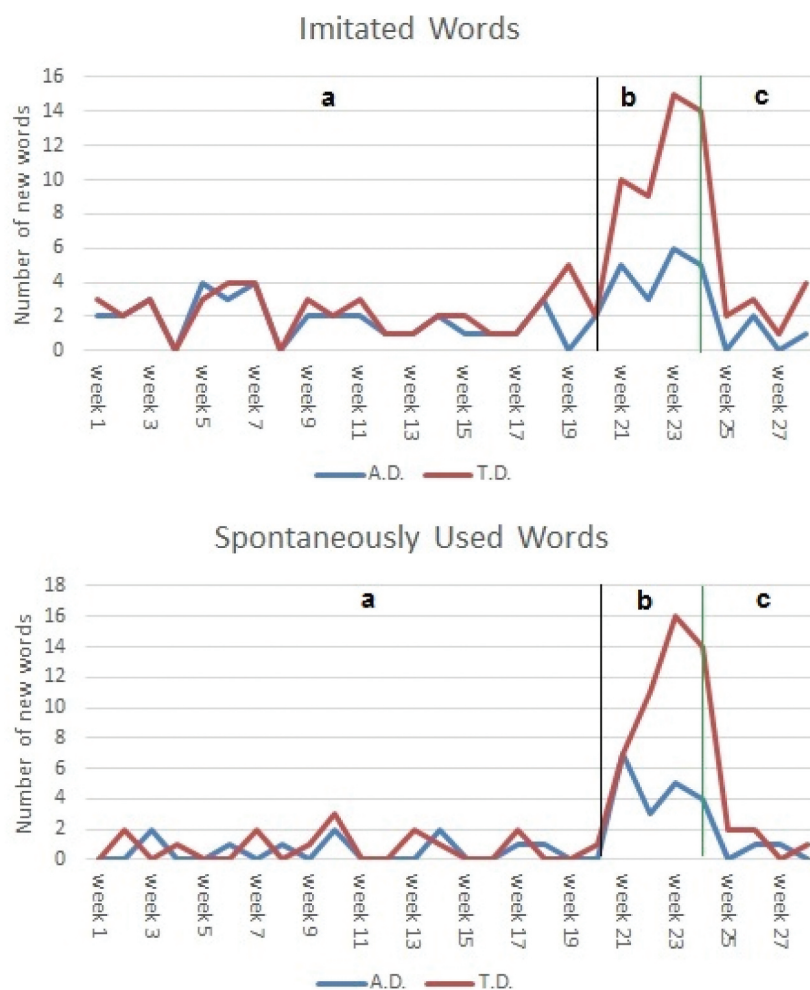 Imitated Words
Number of new words
16
14
12
10
8
6
4
2
0
a
b
c
week 1
week 3
week 5
week 7
week 9
week 11
week 13
week 15
week 17
week 19
week 21
week 23
week 25
week 27
A.D.
T.D.
Spontaneously Used Words
Number of new words
18
16
14
12
10
8
6
4
2
0
a
b
c
week 1
week 3
week 5
week 7
week 9
week 11
week 13
week 15
week 17
week 19
week 21
week 23
week 25
week 27
A.D.
T.D.